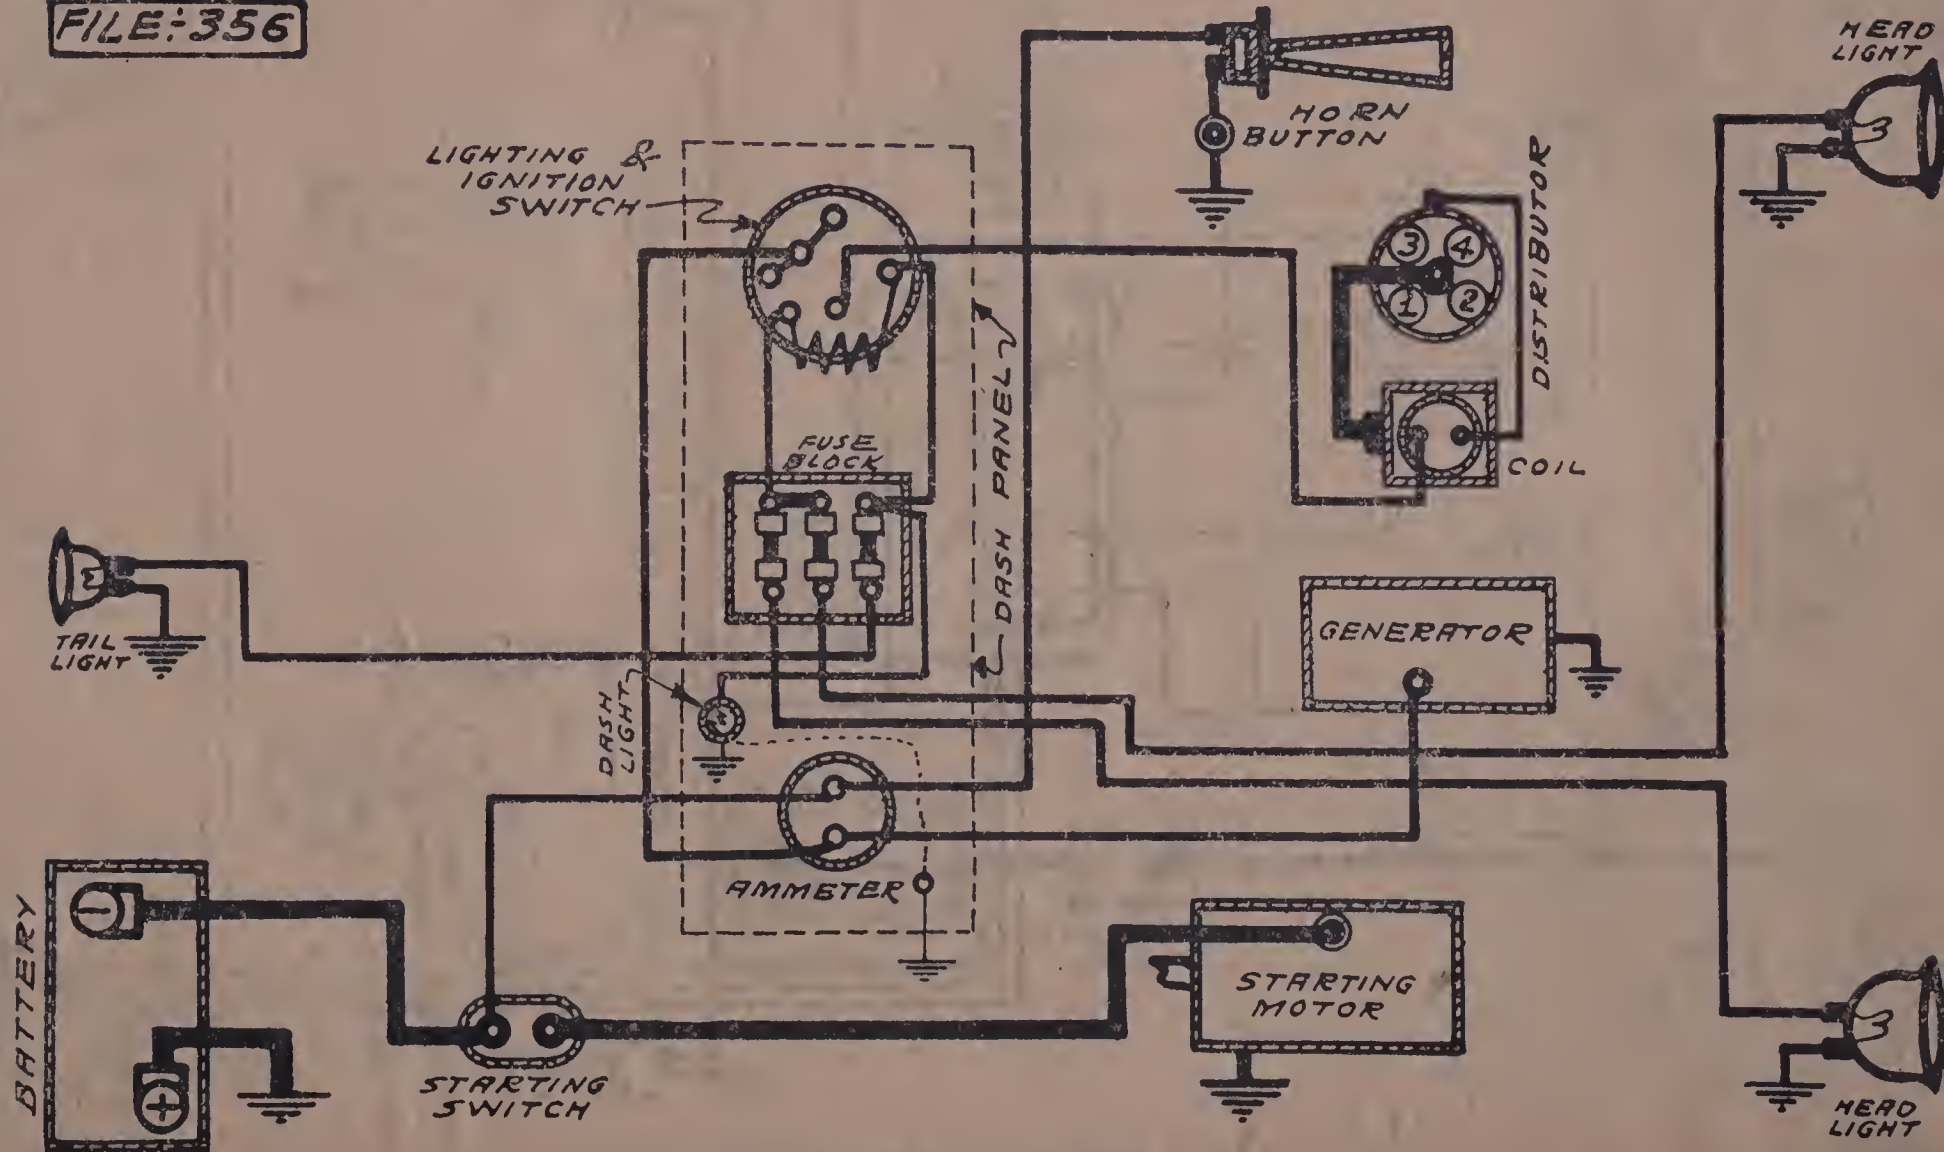 FILE:-356
HEAD
LIGHT
HORN
BUTTON
LIGHTING &
IGNITION
SWITCH
DISTRIBUTOR
3 4
1 2
COIL
DASH PANEL
FUSE
BLOCK
TAIL
LIGHT
GENERATOR
DASH
LIGHT
AMMETER
BATTERY
−
+
STARTING
SWITCH
STARTING
MOTOR
HEAD
LIGHT